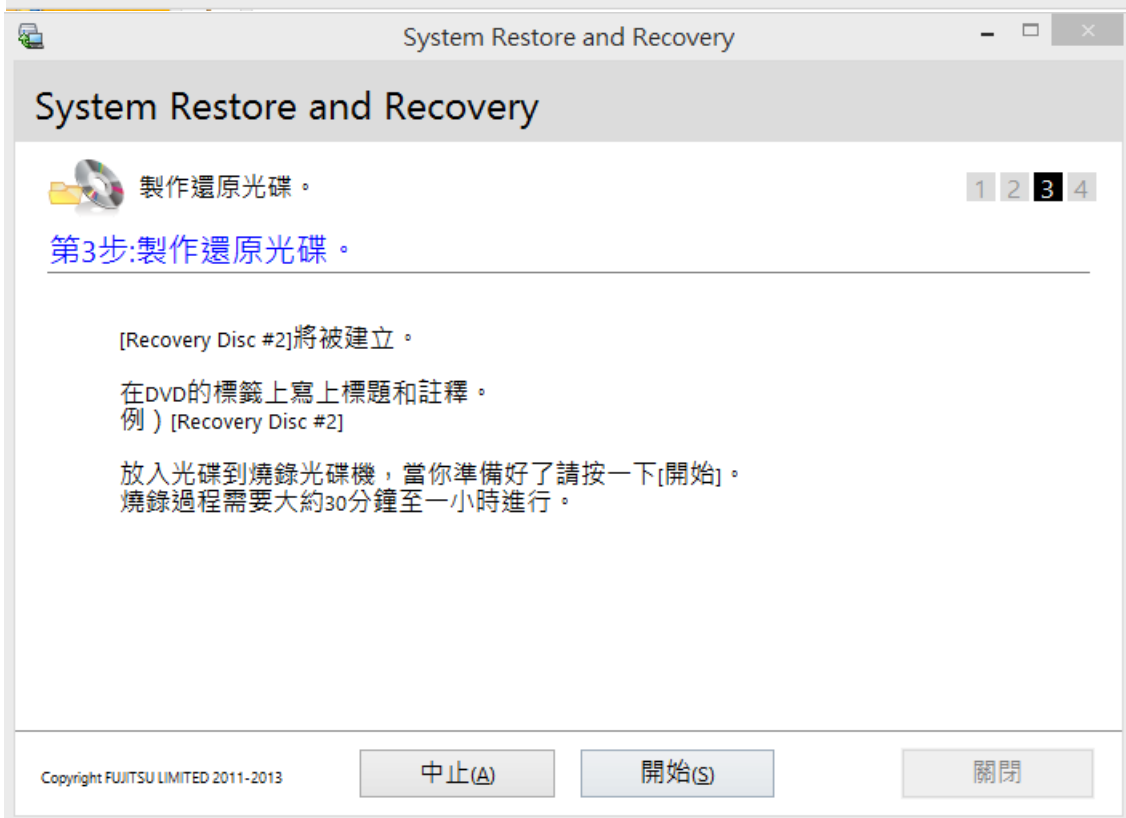 System Restore and Recovery
System Restore and Recovery
製作還原光碟。
1 2 3 4
第3步:製作還原光碟。
[Recovery Disc #2]將被建立。
在DVD的標籤上寫上標題和註釋。
例）[Recovery Disc #2]
放入光碟到燒錄光碟機，當你準備好了請按一下[開始]。
燒錄過程需要大約30分鐘至一小時進行。
Copyright FUJITSU LIMITED 2011-2013
中止(A)
開始(S)
關閉